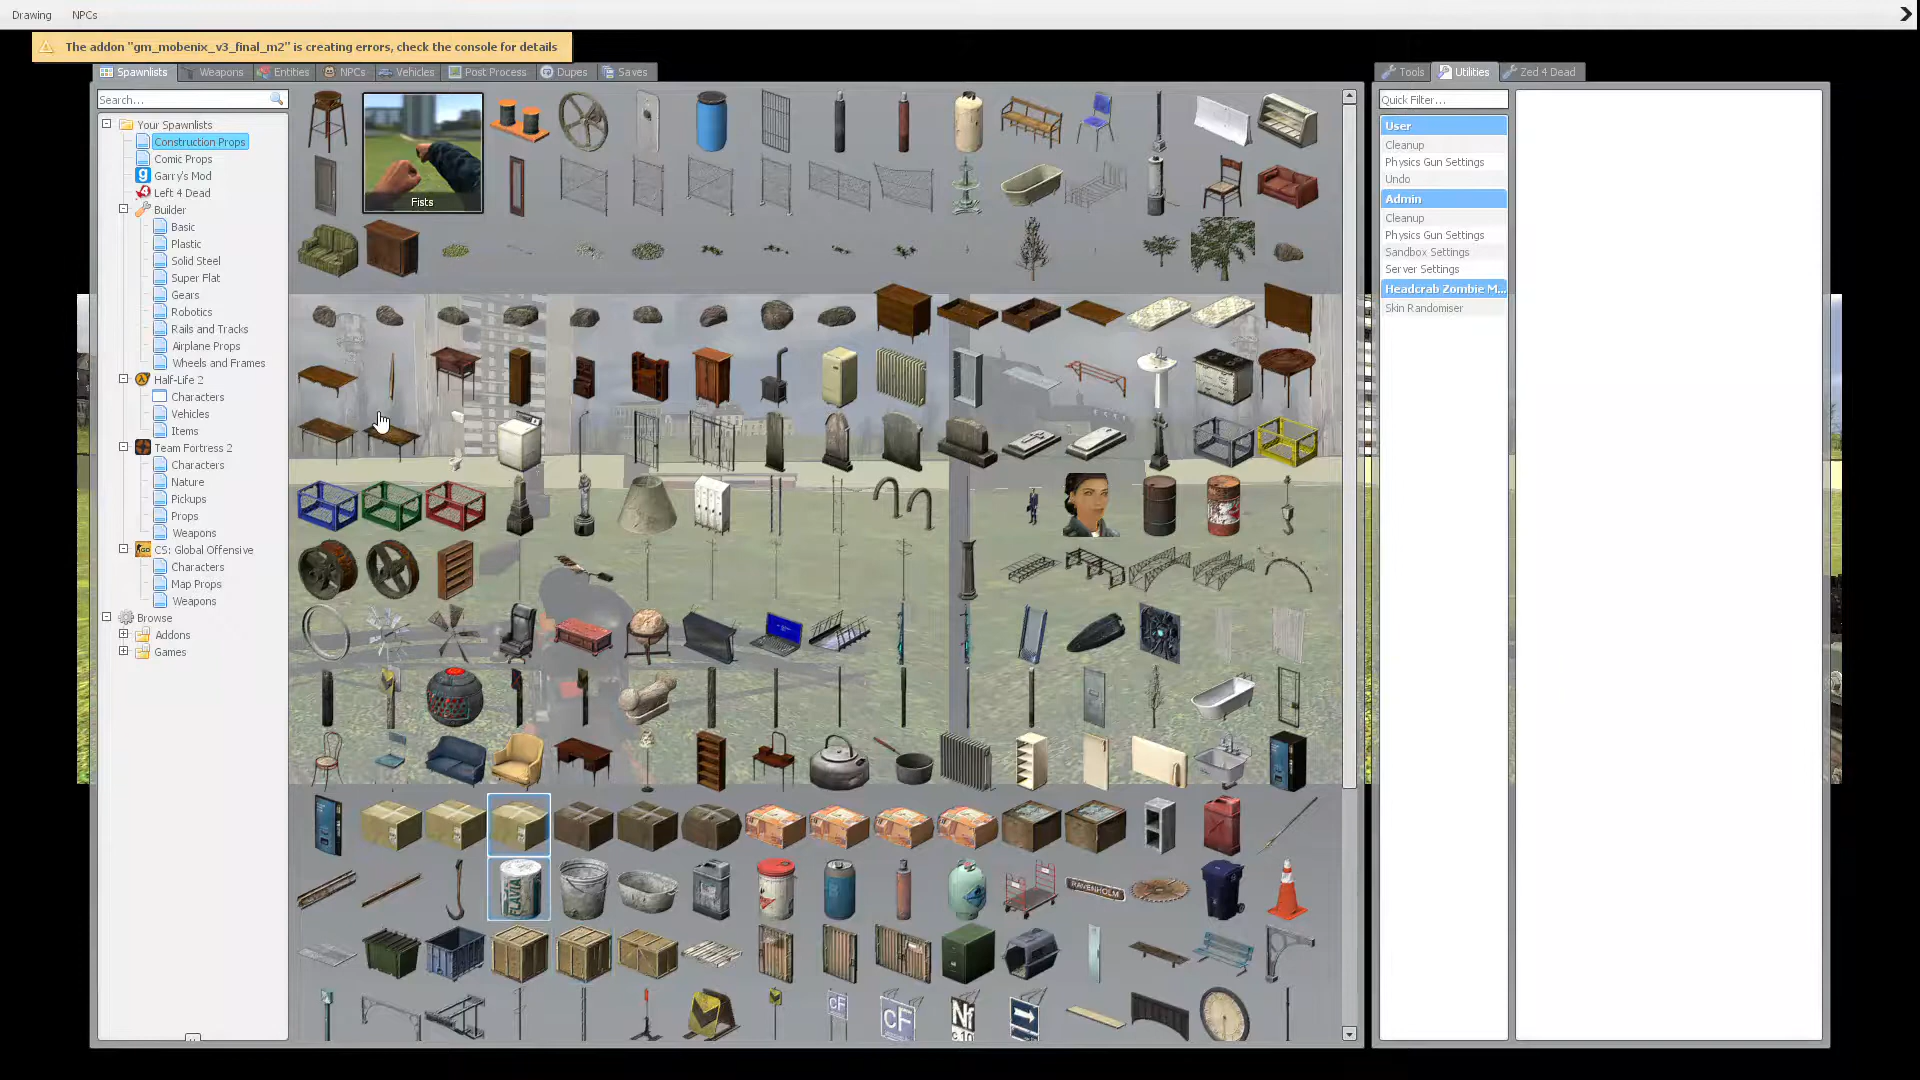 Drawing NPCs
The addon "gm_mobenix_v3_final_m2" is creating errors, check the console for details
Spawnlists Weapons Entities NPCs Vehicles Post Process Dupes Saves
Tools Utilities Zed 4 Dead
Search...
Your Spawnlists
Construction Props
Comic Props
Garry's Mod
Left 4 Dead
Builder
Basic
Plastic
Solid Steel
Super Flat
Gears
Robotics
Rails and Tracks
Airplane Props
Wheels and Frames
Half-Life 2
Characters
Vehicles
Items
Team Fortress 2
Characters
Nature
Pickups
Props
Weapons
CS: Global Offensive
Characters
Map Props
Weapons
Browse
Addons
Games
Fists
FLAVIA
RAVENHOLM
cF
cF
Nf
Quick Filter...
User
Cleanup
Physics Gun Settings
Undo
Admin
Cleanup
Physics Gun Settings
Sandbox Settings
Server Settings
Headcrab Zombie M...
Skin Randomiser